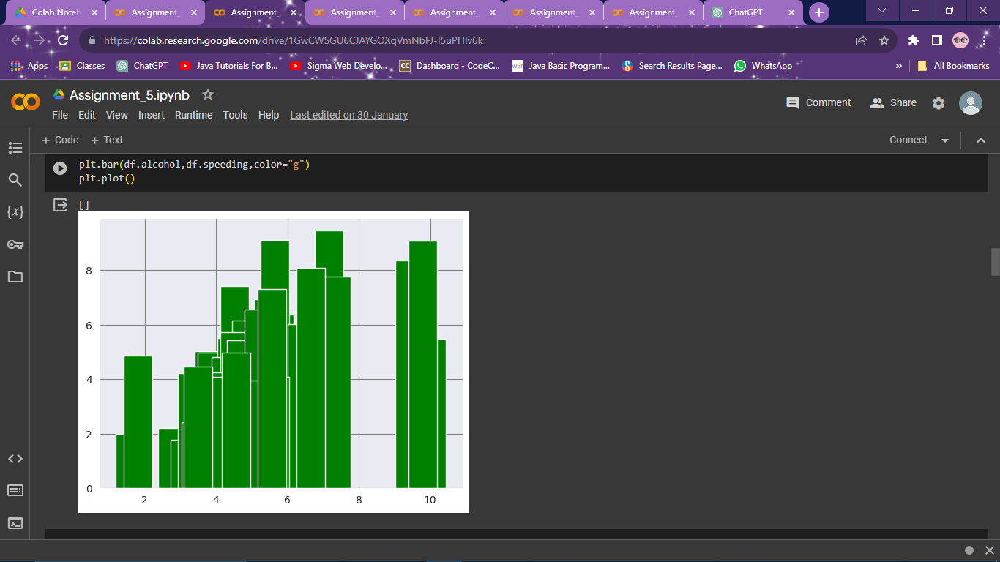 Colab Noteb
Assignment_
Assignment_
Assignment_
Assignment_
Assignment_
Assignment_
ChatGPT
https://colab.research.google.com/drive/1GwCWSGU6CJAYGOXqVmNbFJ-I5uPHlv6k
Apps
Classes
ChatGPT
Java Tutorials For B...
Sigma Web Develo...
CC
Dashboard - CodeC...
w3r
Java Basic Program...
Search Results Page...
WhatsApp
»
All Bookmarks
Assignment_5.ipynb
Comment
Share
File Edit View Insert Runtime Tools Help Last edited on 30 January
+ Code + Text
Connect
plt.bar(df.alcohol,df.speeding,color="g")
plt.plot()
{x}
[]
8
6
4
2
0
2 4 6 8 10